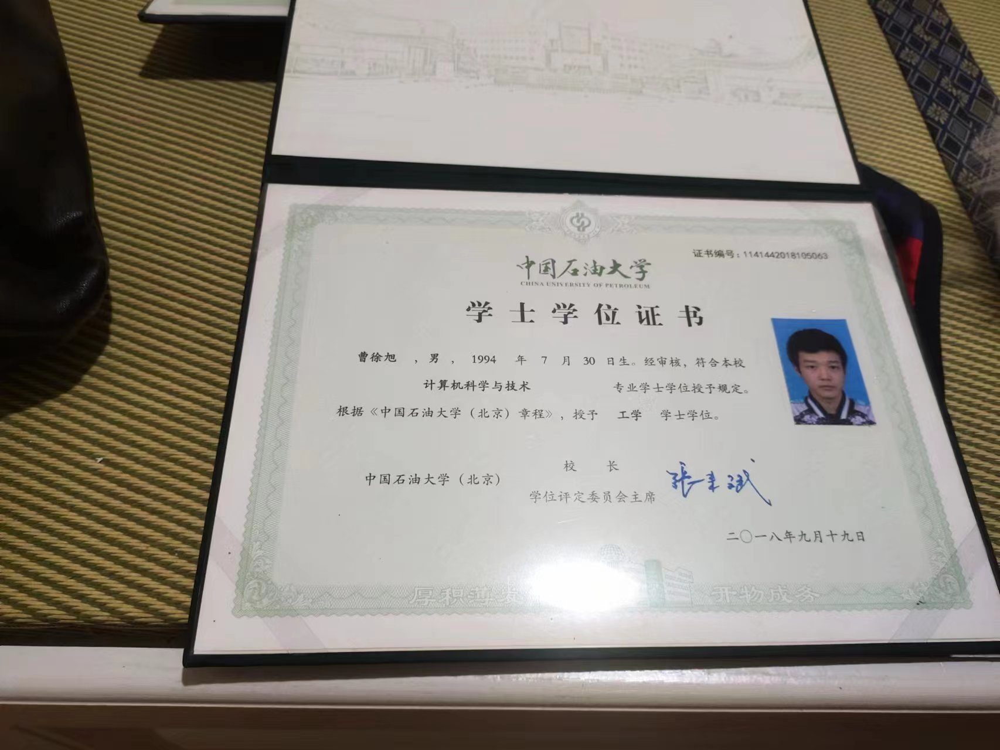 证书编号：1141442018105063
中国石油大学
CHINA UNIVERSITY OF PETROLEUM
学士学位证书
曹徐旭 ，男， 1994 年 7 月 30 日生。经审核，符合本校
计算机科学与技术 专业学士学位授予规定。
根据《中国石油大学（北京）章程》，授予 工学 学士学位。
校 长
中国石油大学（北京）
张来斌
学位评定委员会主席
二〇一八年九月十九日
厚积薄发 开物成务